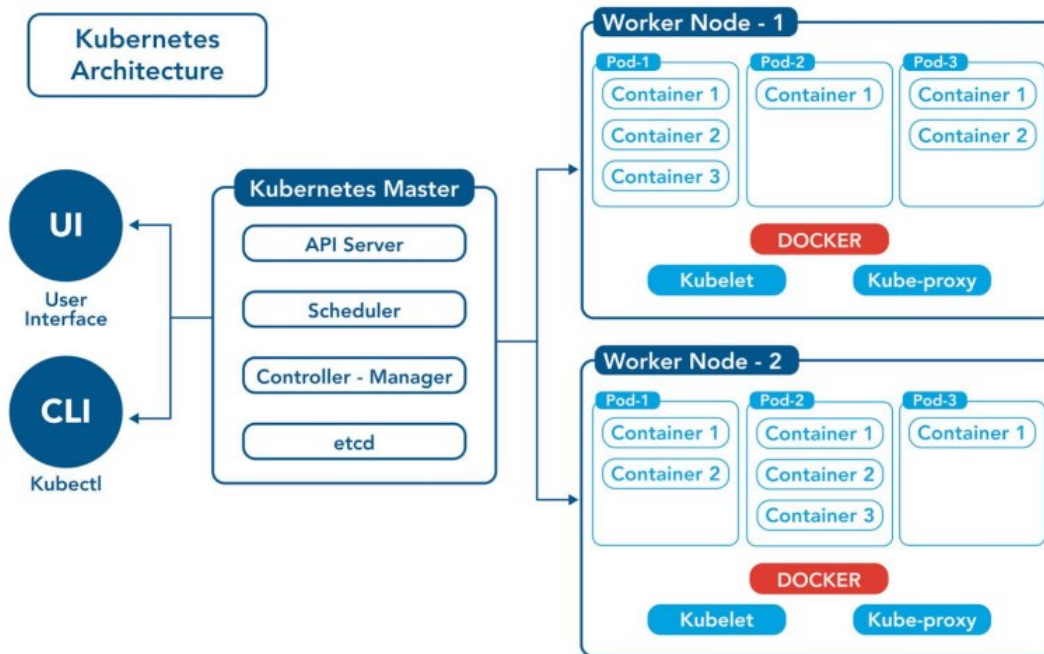 Kubernetes
Architecture
UI
User
Interface
CLI
Kubectl
Kubernetes Master
API Server
Scheduler
Controller - Manager
etcd
Worker Node - 1
Pod-1
Container 1
Container 2
Container 3
Pod-2
Container 1
Pod-3
Container 1
Container 2
DOCKER
Kubelet
Kube-proxy
Worker Node - 2
Pod-1
Container 1
Container 2
Pod-2
Container 1
Container 2
Container 3
Pod-3
Container 1
DOCKER
Kubelet
Kube-proxy